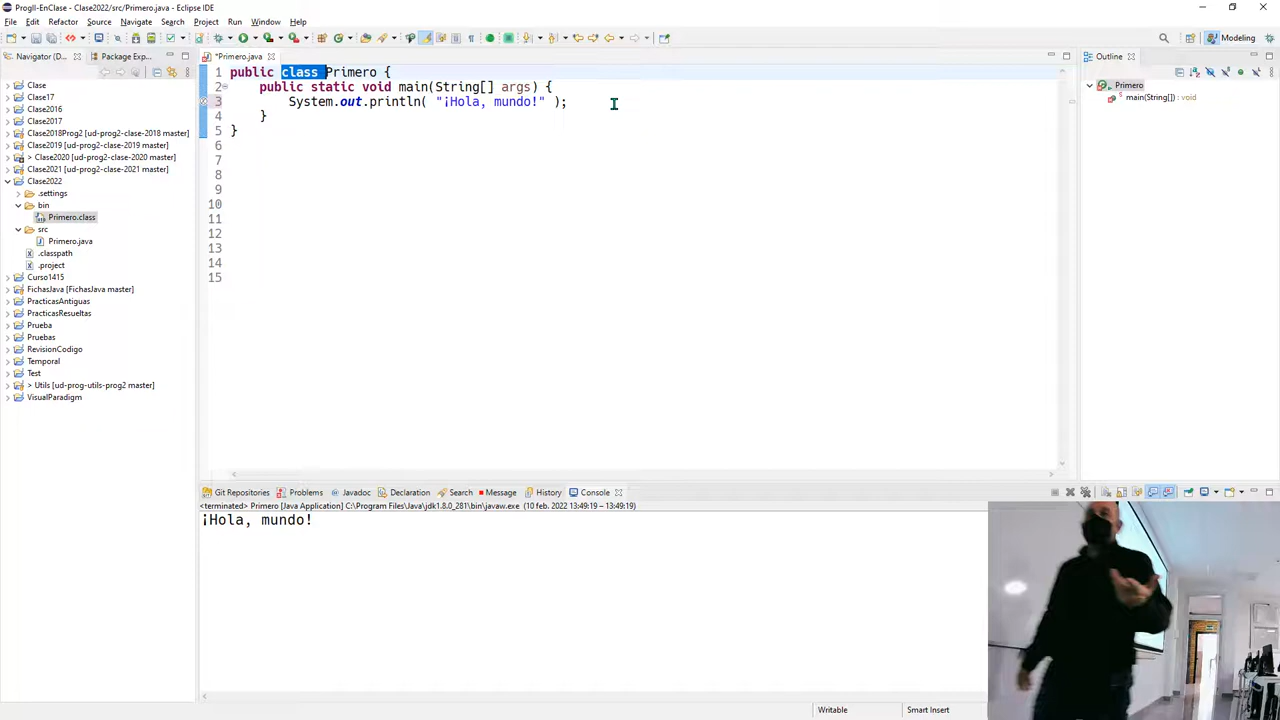 ProgII-EnClase - Clase2022/src/Primero.java - Eclipse IDE
File Edit Refactor Source Navigate Search Project Run Window Help
Modeling
Navigator (D...
Package Exp...
*Primero.java
Outline
Clase
Clase17
Clase2016
Clase2017
Clase2018Prog2 [ud-prog2-clase-2018 master]
Clase2019 [ud-prog2-clase-2019 master]
> Clase2020 [ud-prog2-clase-2020 master]
Clase2021 [ud-prog2-clase-2021 master]
Clase2022
.settings
bin
Primero.class
src
Primero.java
.classpath
.project
Curso1415
FichasJava [FichasJava master]
PracticasAntiguas
PracticasResueltas
Prueba
Pruebas
RevisionCodigo
Temporal
Test
> Utils [ud-prog-utils-prog2 master]
VisualParadigm
1 public class Primero {
2 public static void main(String[] args) {
3 System.out.println( "¡Hola, mundo!" );
4 }
5 }
6
7
8
9
10
11
12
13
14
15
Primero
main(String[]) : void
Git Repositories Problems Javadoc Declaration Search Message History Console
<terminated> Primero [Java Application] C:\Program Files\Java\jdk1.8.0_281\bin\javaw.exe (10 feb. 2022 13:49:19 – 13:49:19)
¡Hola, mundo!
Writable
Smart Insert